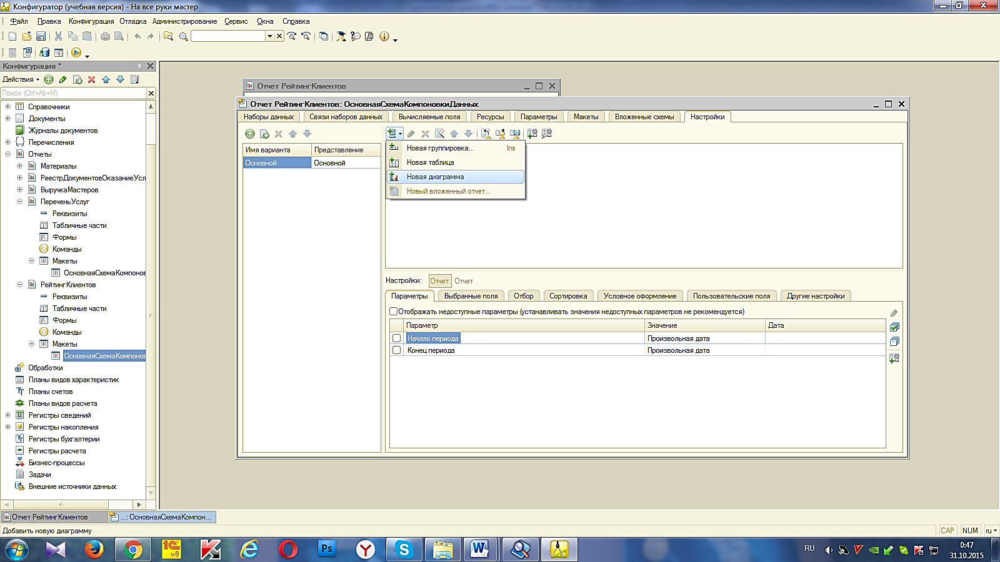 Конфигуратор (учебная версия) - На все руки мастер
Файл Правка Конфигурация Отладка Администрирование Сервис Окна Справка
Конфигурация *
Действия
Поиск (Ctrl+Alt+M)
Справочники
Документы
Журналы документов
Перечисления
Отчеты
Материалы
РеестрДокументовОказаниеУсл
ВыручкаМастеров
ПереченьУслуг
Реквизиты
Табличные части
Формы
Команды
Макеты
ОсновнаяСхемаКомпонов
РейтингКлиентов
Реквизиты
Табличные части
Формы
Команды
Макеты
ОсновнаяСхемаКомпонов
Обработки
Планы видов характеристик
Планы счетов
Планы видов расчета
Регистры сведений
Регистры накопления
Регистры бухгалтерии
Регистры расчета
Бизнес-процессы
Задачи
Внешние источники данных
Отчет РейтингКлиентов
Отчет РейтингКлиентов: ОсновнаяСхемаКомпоновкиДанных
Наборы данных Связи наборов данных Вычисляемые поля Ресурсы Параметры Макеты Вложенные схемы Настройки
Имя варианта Представление
Основной Основной
Новая группировка... Ins
Новая таблица
Новая диаграмма
Новый вложенный отчет...
Настройки: Отчет Отчет
Параметры Выбранные поля Отбор Сортировка Условное оформление Пользовательские поля Другие настройки
Отображать недоступные параметры (устанавливать значения недоступных параметров не рекомендуется)
Параметр Значение Дата
Начало периода Произвольная дата
Конец периода Произвольная дата
Отчет РейтингКлиентов ...: ОсновнаяСхемаКомпон...
Добавить новую диаграмму CAP NUM ru
1С v8 Ps RU 0:47
31.10.2015